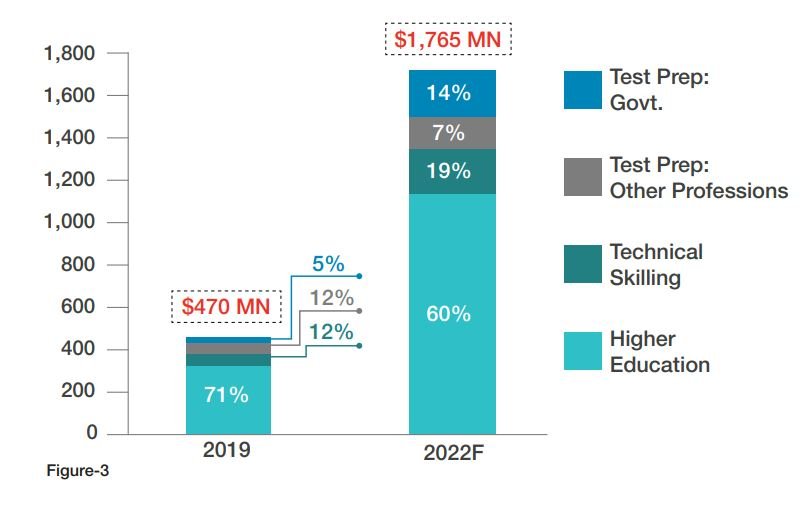 $1,765 MN
1,800
1,600
1,400
1,200
1,000
800
600
400
200
0
14%
7%
19%
60%
$470 MN
5%
12%
12%
71%
2019
2022F
Test Prep:
Govt.
Test Prep:
Other Professions
Technical
Skilling
Higher
Education
Figure-3